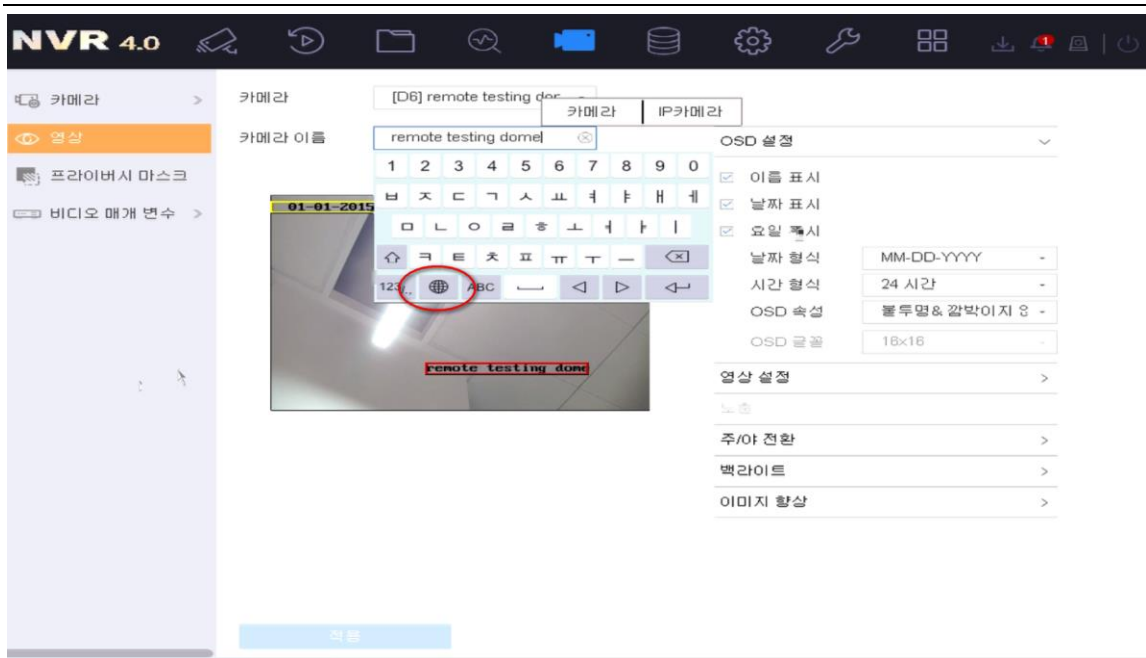 NVR 4.0
1
카메라
영상
프라이버시 마스크
비디오 매개 변수
카메라 [D6] remote testing dor
카메라 IP카메라
카메라 이름 remote testing dome
1 2 3 4 5 6 7 8 9 0
ㅂ ㅈ ㄷ ㄱ ㅅ ㅛ ㅕ ㅑ ㅐ ㅔ
ㅁ ㄴ ㅇ ㄹ ㅎ ㅗ ㅓ ㅏ ㅣ
ㅋ ㅌ ㅊ ㅍ ㅠ ㅜ ㅡ
123,.. ABC
01-01-2015
remote testing dome
OSD 설정
이름 표시
날짜 표시
요일 표시
날짜 형식 MM-DD-YYYY
시간 형식 24 시간
OSD 속성 불투명& 깜박이지
OSD 글꼴 16×16
영상 설정
노출
주/야 전환
백라이트
이미지 향상
적용